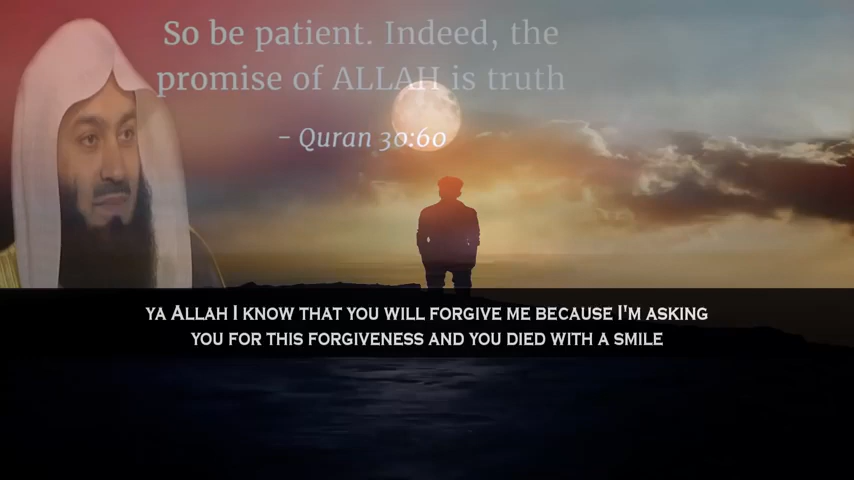 So be patient. Indeed, the
promise of ALLAH is truth
- Quran 30:60
YA ALLAH I KNOW THAT YOU WILL FORGIVE ME BECAUSE I'M ASKING
YOU FOR THIS FORGIVENESS AND YOU DIED WITH A SMILE